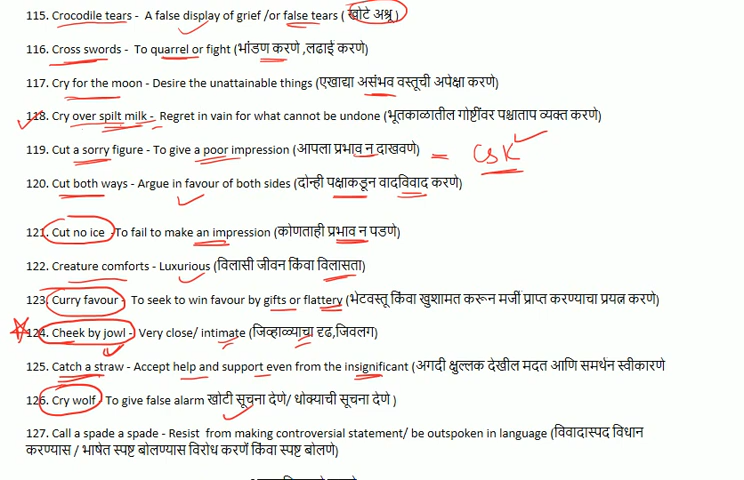 115. Crocodile tears - A false display of grief /or false tears ( खोटे अश्रू )
116. Cross swords - To quarrel or fight (भांडण करणे ,लढाई करणे)
117. Cry for the moon - Desire the unattainable things (एखाद्या असंभव वस्तूची अपेक्षा करणे)
118. Cry over spilt milk - Regret in vain for what cannot be undone (भूतकाळातील गोष्टींवर पश्चाताप व्यक्त करणे)
119. Cut a sorry figure - To give a poor impression (आपला प्रभाव न दाखवणे) = CSK
120. Cut both ways - Argue in favour of both sides (दोन्ही पक्षाकडून वादविवाद करणे)
121. Cut no ice - To fail to make an impression (कोणताही प्रभाव न पडणे)
122. Creature comforts - Luxurious (विलासी जीवन किंवा विलासता)
123. Curry favour - To seek to win favour by gifts or flattery (भेटवस्तू किंवा खुशामत करून मर्जी प्राप्त करण्याचा प्रयत्न करणे)
124. Cheek by jowl - Very close/ intimate (जिव्हाळ्याचा दृढ,जिवलग)
125. Catch a straw - Accept help and support even from the insignificant (अगदी क्षुल्लक देखील मदत आणि समर्थन स्वीकारणे
126. Cry wolf - To give false alarm खोटी सूचना देणे/ धोक्याची सूचना देणे )
127. Call a spade a spade - Resist from making controversial statement/ be outspoken in language (विवादास्पद विधान
करण्यास / भाषेत स्पष्ट बोलण्यास विरोध करणें किंवा स्पष्ट बोलणे)